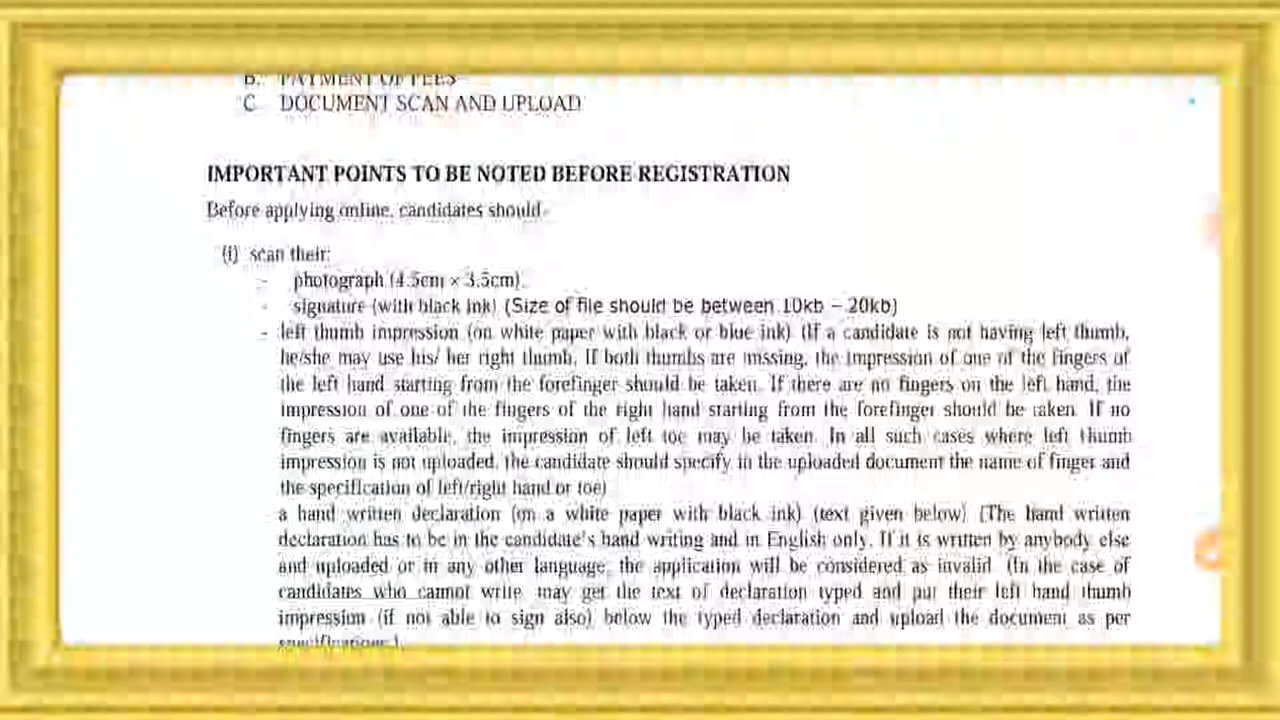 B. PAYMENT OF FEES
C. DOCUMENT SCAN AND UPLOAD
IMPORTANT POINTS TO BE NOTED BEFORE REGISTRATION
Before applying online, candidates should-
(i) scan their:
- photograph (4.5cm × 3.5cm)
- signature (with black ink) (Size of file should be between 10kb – 20kb)
- left thumb impression (on white paper with black or blue ink) (If a candidate is not having left thumb,
he/she may use his/ her right thumb. If both thumbs are missing, the impression of one of the fingers of
the left hand starting from the forefinger should be taken. If there are no fingers on the left hand, the
impression of one of the fingers of the right hand starting from the forefinger should be taken. If no
fingers are available, the impression of left toe may be taken. In all such cases where left thumb
impression is not uploaded, the candidate should specify in the uploaded document the name of finger and
the specification of left/right hand or toe)
a hand written declaration (on a white paper with black ink) (text given below) (The hand written
declaration has to be in the candidate's hand writing and in English only. If it is written by anybody else
and uploaded or in any other language, the application will be considered as invalid. (In the case of
candidates who cannot write may get the text of declaration typed and put their left hand thumb
impression (if not able to sign also) below the typed declaration and upload the document as per
specifications.).